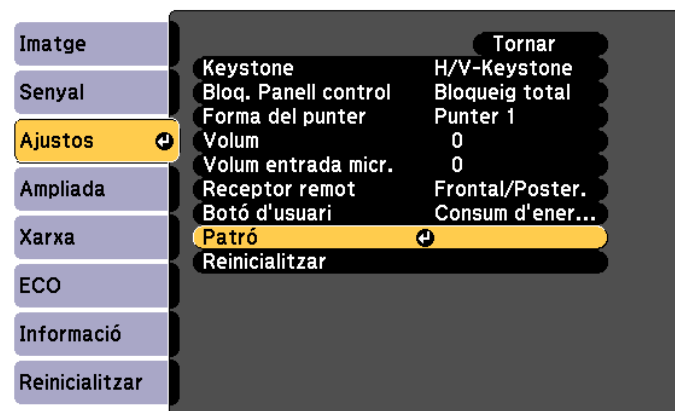 Imatge
Senyal
Ajustos
Ampliada
Xarxa
ECO
Informació
Reinicialitzar
Tornar
Keystone H/V-Keystone
Bloq. Panell control Bloqueig total
Forma del punter Punter 1
Volum 0
Volum entrada micr. 0
Receptor remot Frontal/Poster.
Botó d'usuari Consum d'ener...
Patró
Reinicialitzar